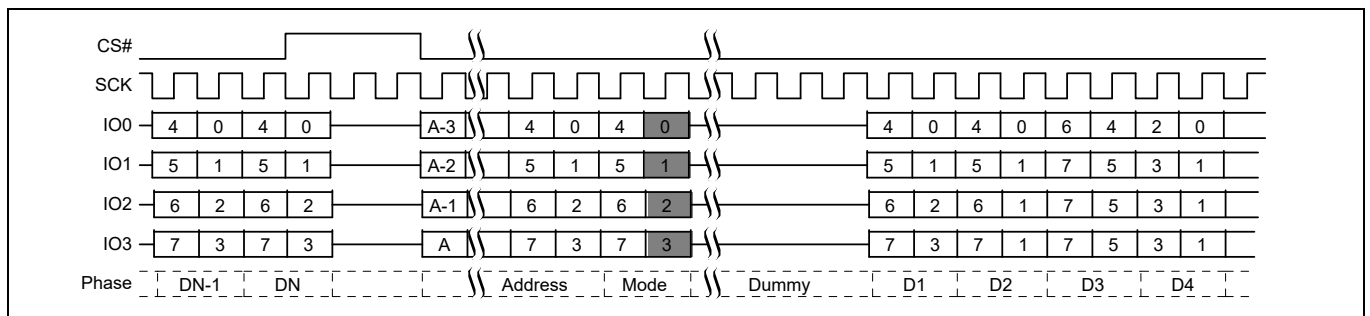 CS#
SCK
IO0 4 0 4 0 A-3 4 0 4 0 4 0 4 0 6 4 2 0
IO1 5 1 5 1 A-2 5 1 5 1 5 1 5 1 7 5 3 1
IO2 6 2 6 2 A-1 6 2 6 2 6 2 6 1 7 5 3 1
IO3 7 3 7 3 A 7 3 7 3 7 3 7 1 7 5 3 1
Phase DN-1 DN Address Mode Dummy D1 D2 D3 D4